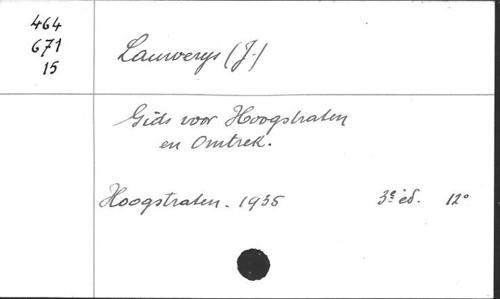 464
671
15
Lauwerys (J.)
Gids voor Hoogstraten
en Omtrek.
Hoogstraten. 1935
3e éd. 12°